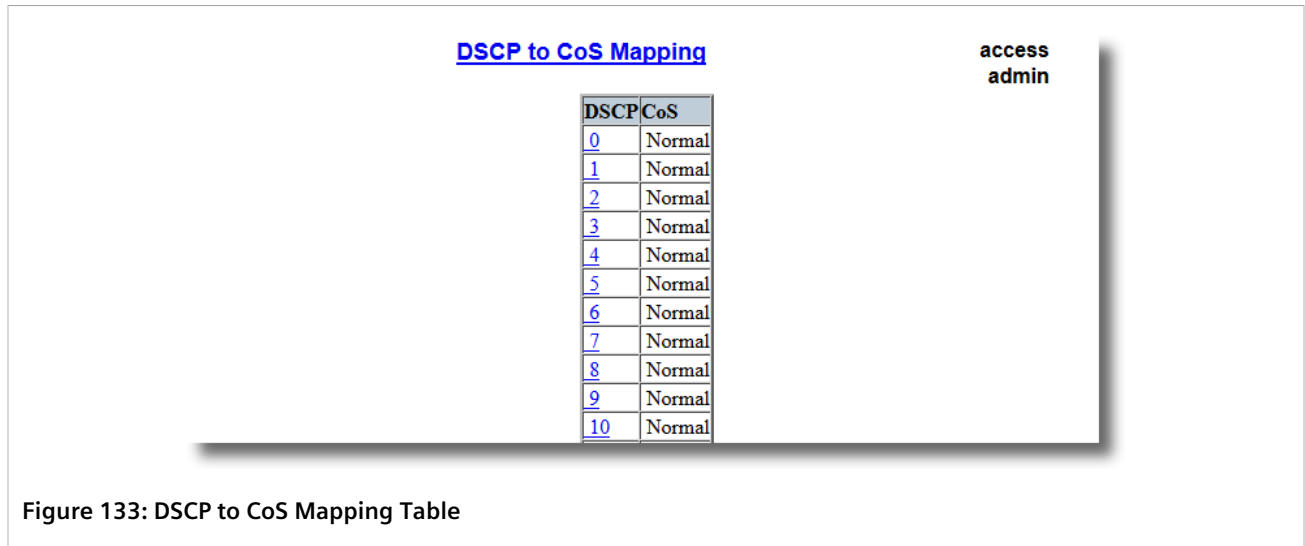 DSCP to CoS Mapping
access
admin
DSCP CoS
0 Normal
1 Normal
2 Normal
3 Normal
4 Normal
5 Normal
6 Normal
7 Normal
8 Normal
9 Normal
10 Normal
Figure 133: DSCP to CoS Mapping Table